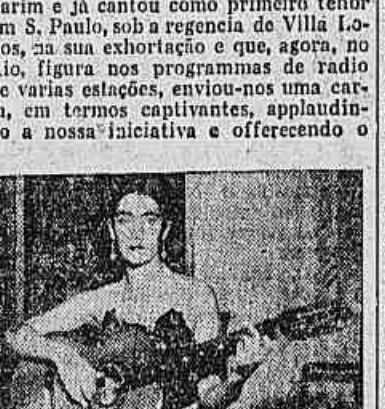 arim e já cantou como primeiro tenor
m S. Paulo, sob a regencia de Villa Lo-
os, na sua exhortação e que, agora, no
io, figura nos programmas de radio
e varias estações, enviou-nos uma car-
a, em termos captivantes, applaudin-
o a nossa iniciativa e offerecendo o